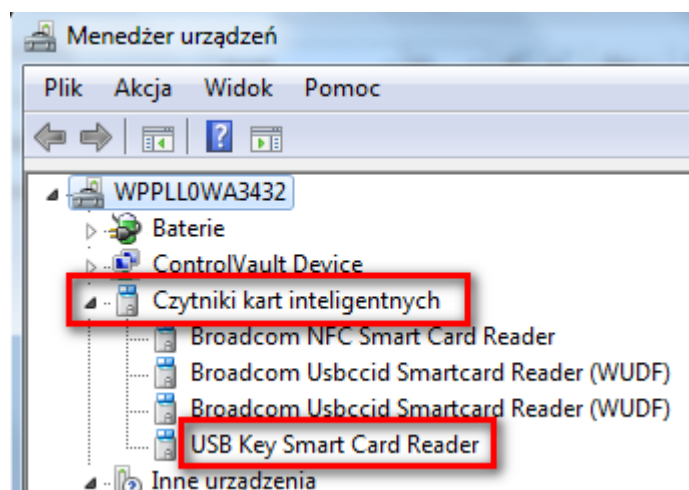 Menedżer urządzeń
Plik Akcja Widok Pomoc
WPPLL0WA3432
Baterie
ControlVault Device
Czytniki kart inteligentnych
Broadcom NFC Smart Card Reader
Broadcom Usbccid Smartcard Reader (WUDF)
Broadcom Usbccid Smartcard Reader (WUDF)
USB Key Smart Card Reader
Inne urządzenia